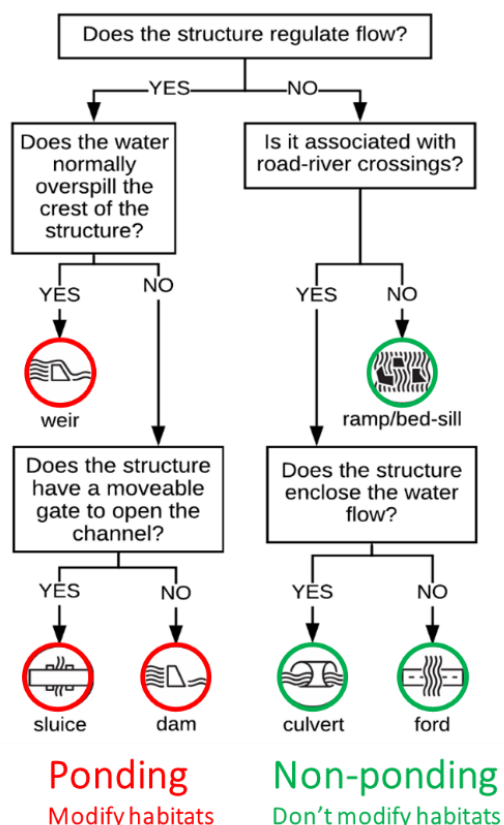 Does the structure regulate flow?
YES
NO
Does the water
normally
overspill the
crest of the
structure?
Is it associated with
road-river crossings?
YES
NO
YES
NO
weir
ramp/bed-sill
Does the structure
have a moveable
gate to open the
channel?
Does the structure
enclose the water
flow?
YES
NO
YES
NO
sluice
dam
culvert
ford
Ponding
Modify habitats
Non-ponding
Don't modify habitats